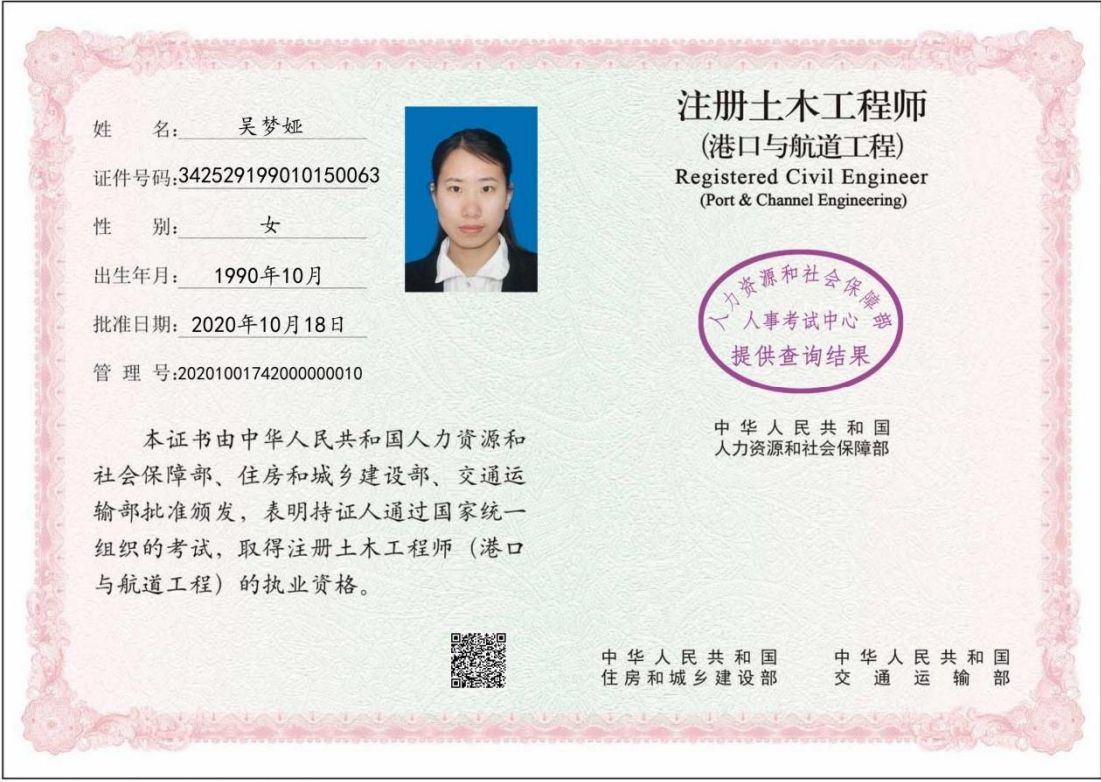 姓 名: 吴梦娅
证件号码:342529199010150063
性 别: 女
出生年月: 1990年10月
批准日期: 2020年10月18日
管 理 号:20201001742000000010
本证书由中华人民共和国人力资源和
社会保障部、住房和城乡建设部、交通运
输部批准颁发，表明持证人通过国家统一
组织的考试，取得注册土木工程师（港口
与航道工程）的执业资格。
注册土木工程师
(港口与航道工程)
Registered Civil Engineer
(Port & Channel Engineering)
人力资源和社会保障部
人事考试中心
提供查询结果
中华人民共和国
人力资源和社会保障部
中华人民共和国
住房和城乡建设部
中华人民共和国
交通运输部